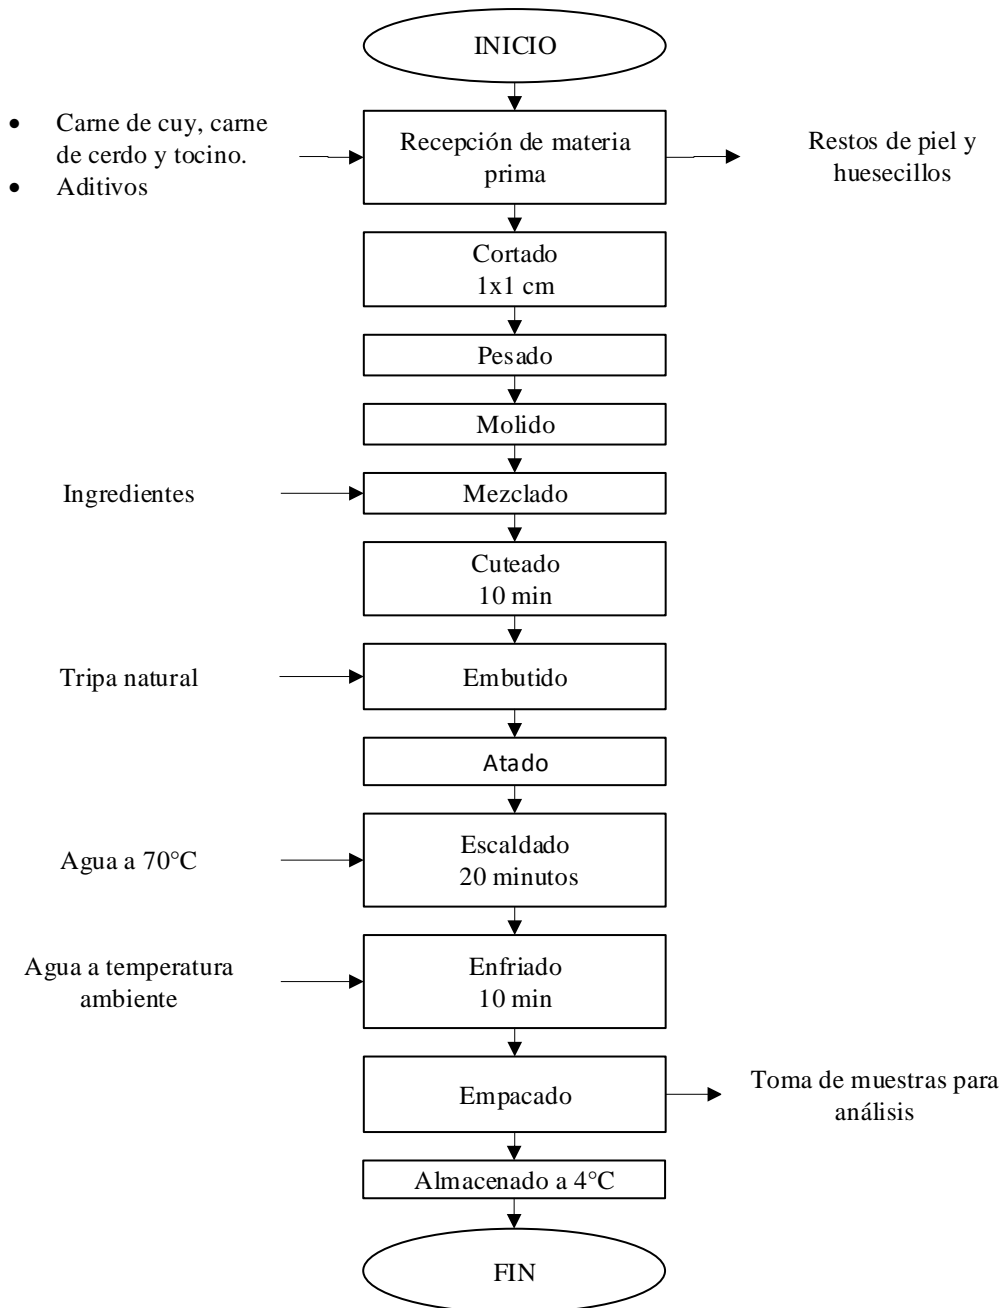 INICIO
• Carne de cuy, carne
de cerdo y tocino.
• Aditivos
Recepción de materia
prima
Restos de piel y
huesecillos
Cortado
1x1 cm
Pesado
Molido
Ingredientes
Mezclado
Cuteado
10 min
Tripa natural
Embutido
Atado
Agua a 70°C
Escaldado
20 minutos
Agua a temperatura
ambiente
Enfriado
10 min
Empacado
Toma de muestras para
análisis
Almacenado a 4°C
FIN